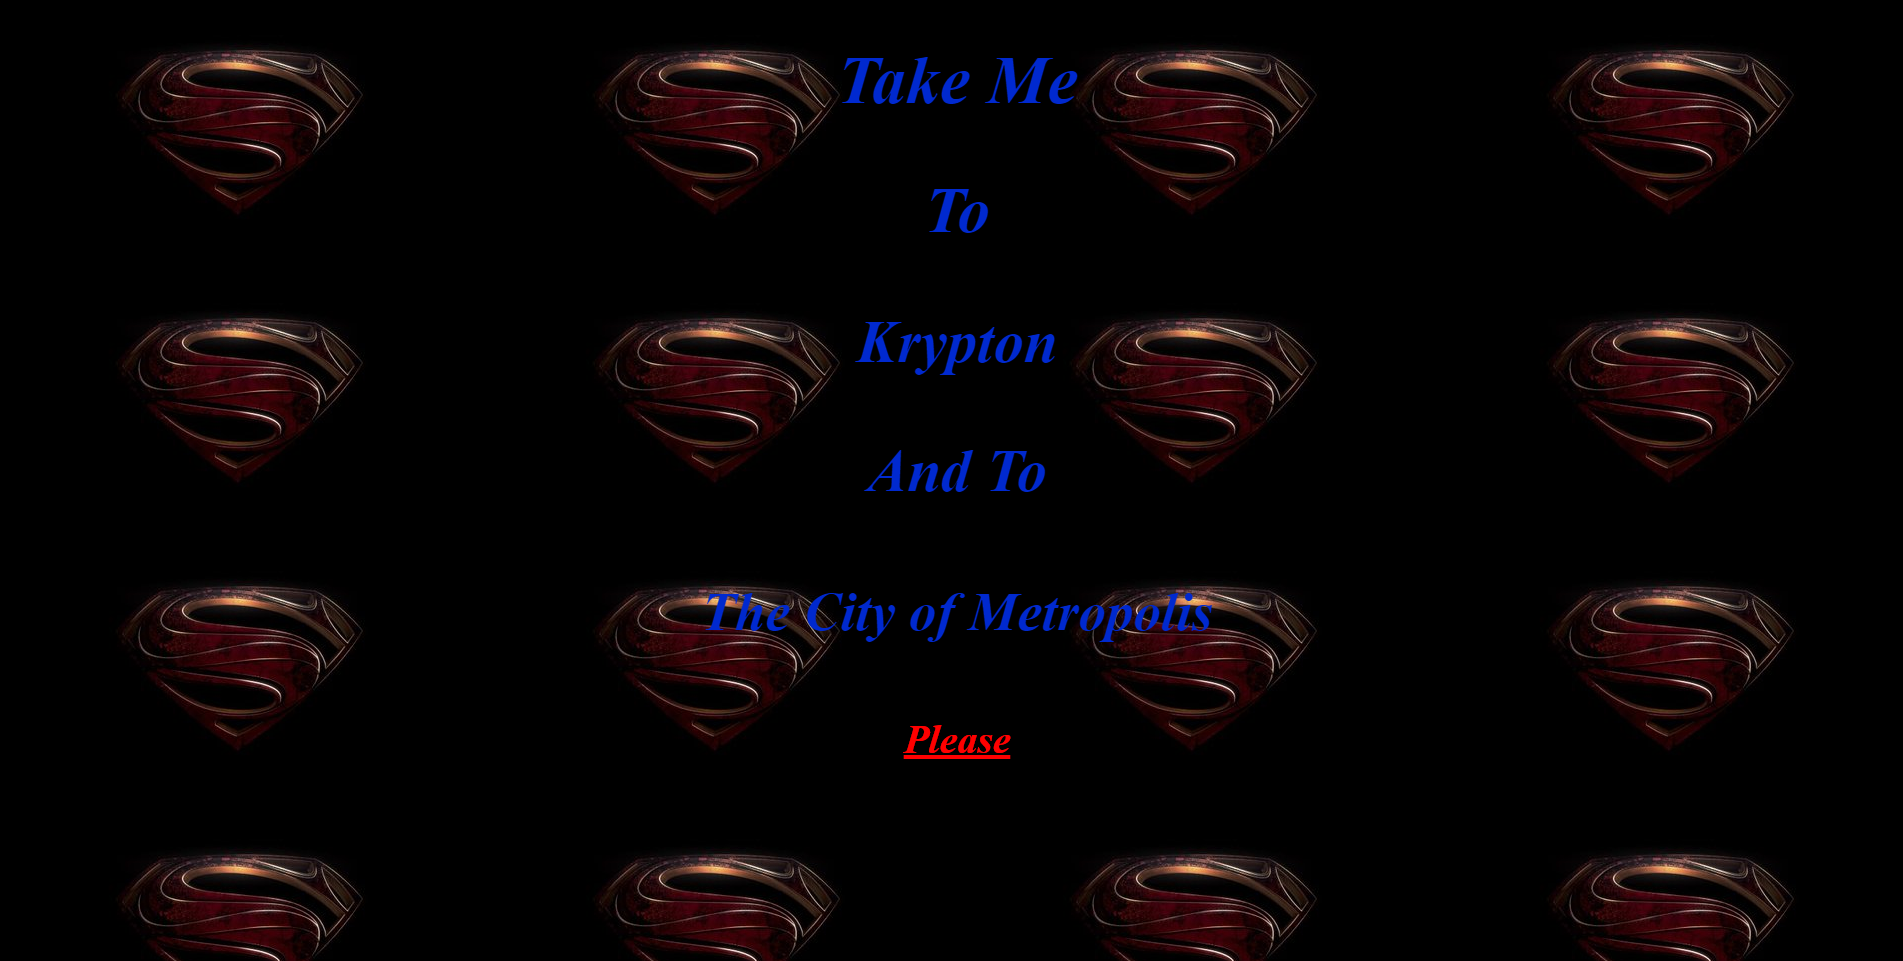 Take Me
To
Krypton
And To
The City of Metropolis
Please